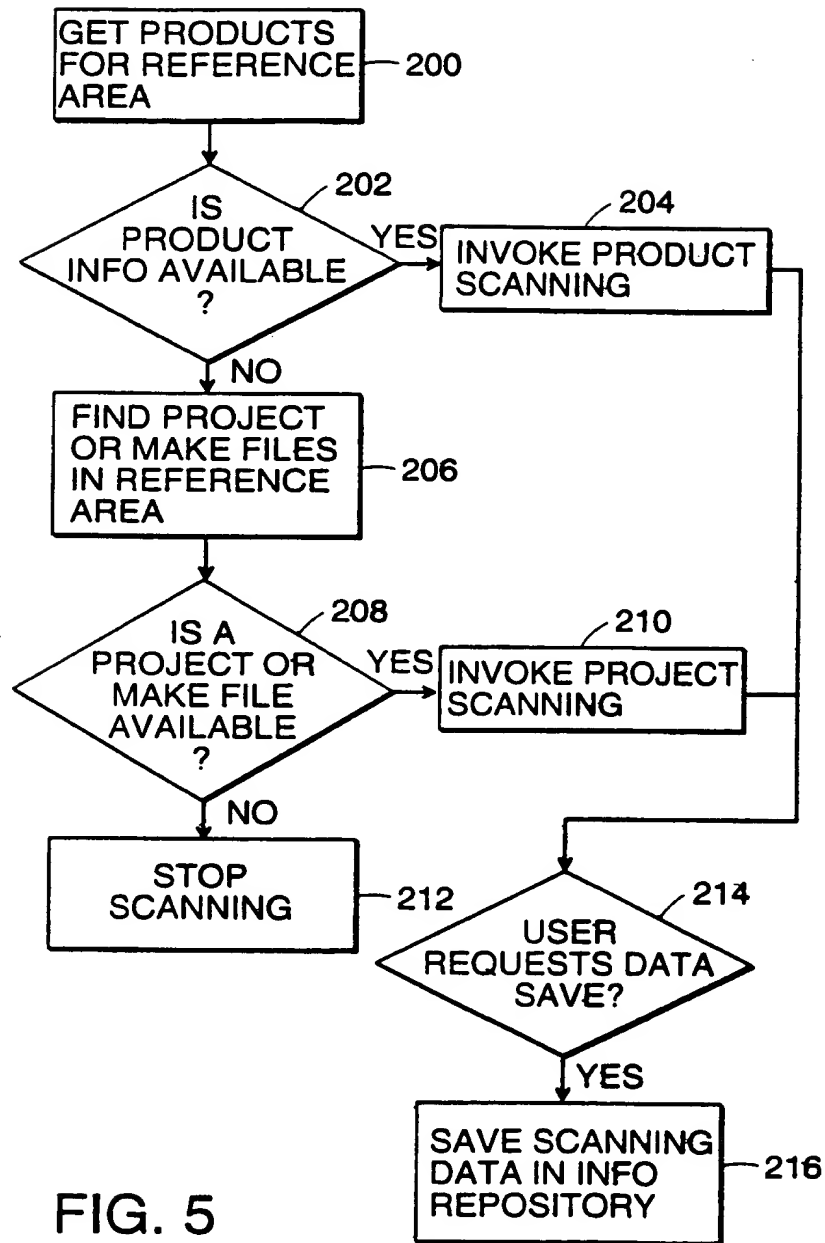 GET PRODUCTS
FOR REFERENCE
AREA
200
202
IS
PRODUCT
INFO AVAILABLE
?
YES
204
INVOKE PRODUCT
SCANNING
NO
FIND PROJECT
OR MAKE FILES
IN REFERENCE
AREA
206
208
IS A
PROJECT OR
MAKE FILE
AVAILABLE
?
YES
210
INVOKE PROJECT
SCANNING
NO
STOP
SCANNING
212
214
USER
REQUESTS DATA
SAVE?
YES
SAVE SCANNING
DATA IN INFO
REPOSITORY
216
FIG. 5